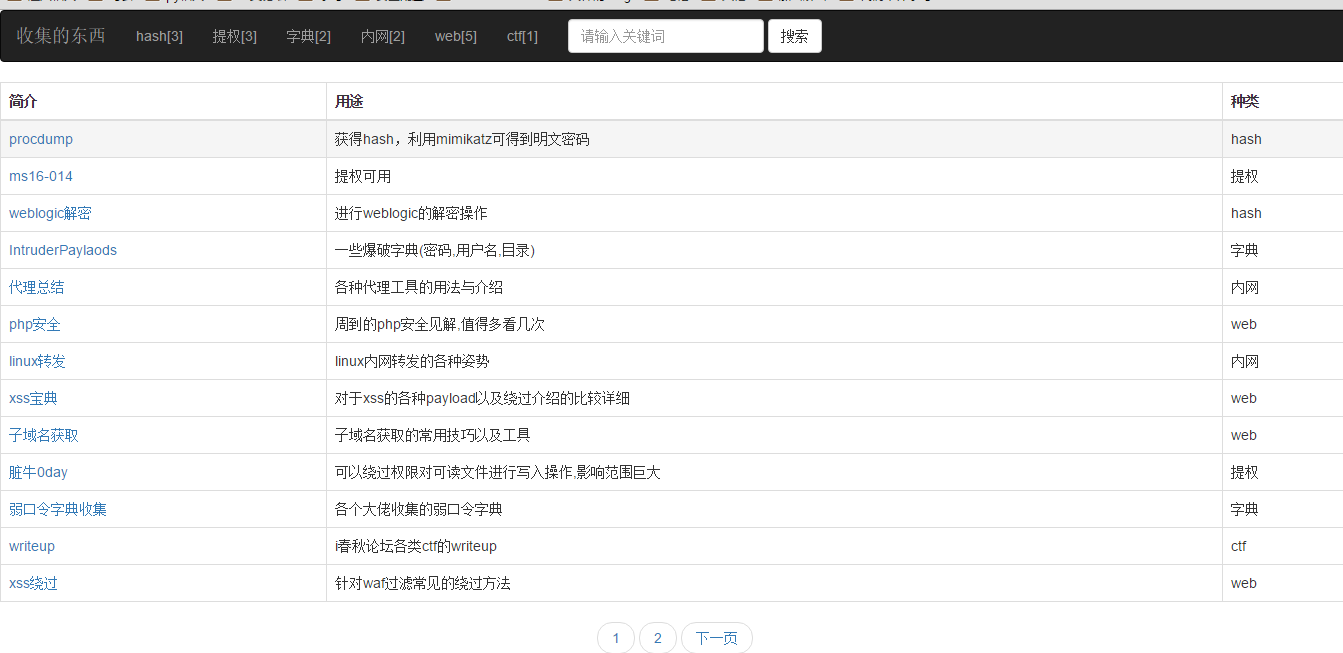 收集的东西 hash[3] 提权[3] 字典[2] 内网[2] web[5] ctf[1] 请输入关键词 搜索
简介 用途 种类
procdump 获得hash，利用mimikatz可得到明文密码 hash
ms16-014 提权可用 提权
weblogic解密 进行weblogic的解密操作 hash
IntruderPaylaods 一些爆破字典(密码,用户名,目录) 字典
代理总结 各种代理工具的用法与介绍 内网
php安全 周到的php安全见解,值得多看几次 web
linux转发 linux内网转发的各种姿势 内网
xss宝典 对于xss的各种payload以及绕过介绍的比较详细 web
子域名获取 子域名获取的常用技巧以及工具 web
脏牛0day 可以绕过权限对可读文件进行写入操作,影响范围巨大 提权
弱口令字典收集 各个大佬收集的弱口令字典 字典
writeup i春秋论坛各类ctf的writeup ctf
xss绕过 针对waf过滤常见的绕过方法 web
1 2 下一页